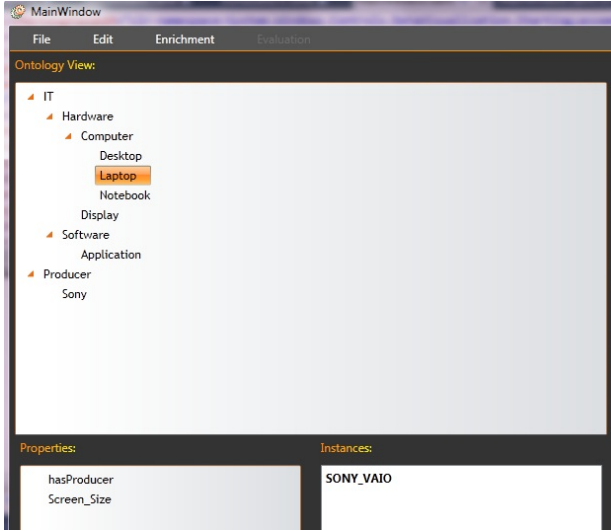 MainWindow
File Edit Enrichment Evaluation
Ontology View:
IT
Hardware
Computer
Desktop
Laptop
Notebook
Display
Software
Application
Producer
Sony
Properties: Instances:
hasProducer SONY_VAIO
Screen_Size